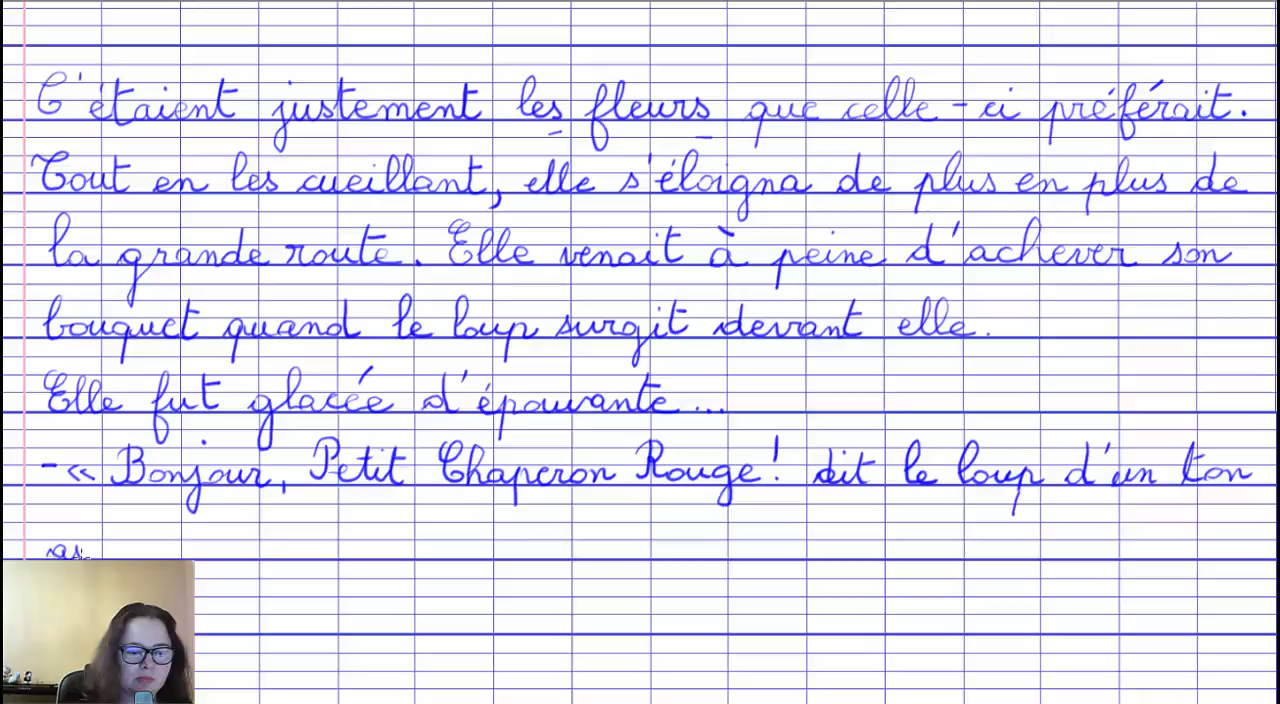 C'étaient justement les fleurs que celle-ci préférait.
Tout en les cueillant, elle s'éloigna de plus en plus de
la grande route. Elle venait à peine d'achever son
bouquet quand le loup surgit devant elle.
Elle fut glacée d'épouvante...
-« Bonjour, Petit Chaperon Rouge! dit le loup d'un ton